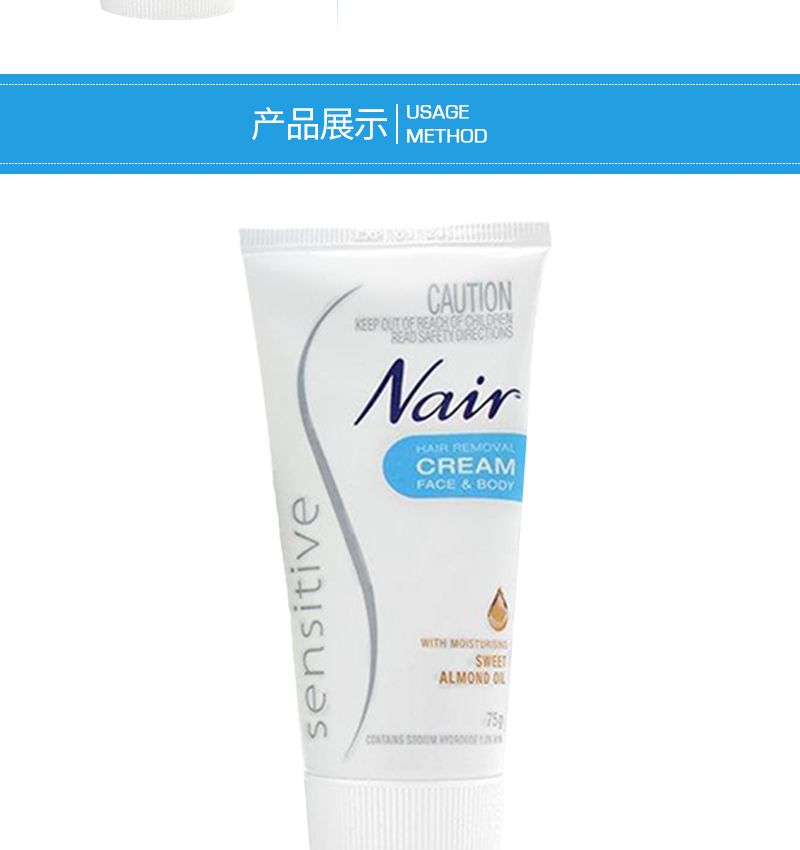 产品展示
USAGE
METHOD
CAUTION
KEEP OUT OF REACH OF CHILDREN
READ SAFETY DIRECTIONS
Nair
HAIR REMOVAL
CREAM
FACE & BODY
sensitive
WITH MOISTURISING
SWEET
ALMOND OIL
75g
CONTAINS SODIUM HYDROXIDE